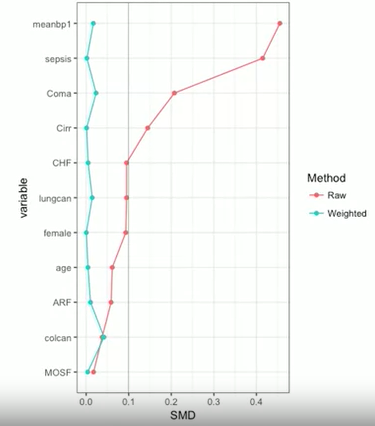 meanbp1
sepsis
Coma
Cirr
CHF
lungcan
female
age
ARF
colcan
MOSF
variable
0.0 0.1 0.2 0.3 0.4
SMD
Method
Raw
Weighted